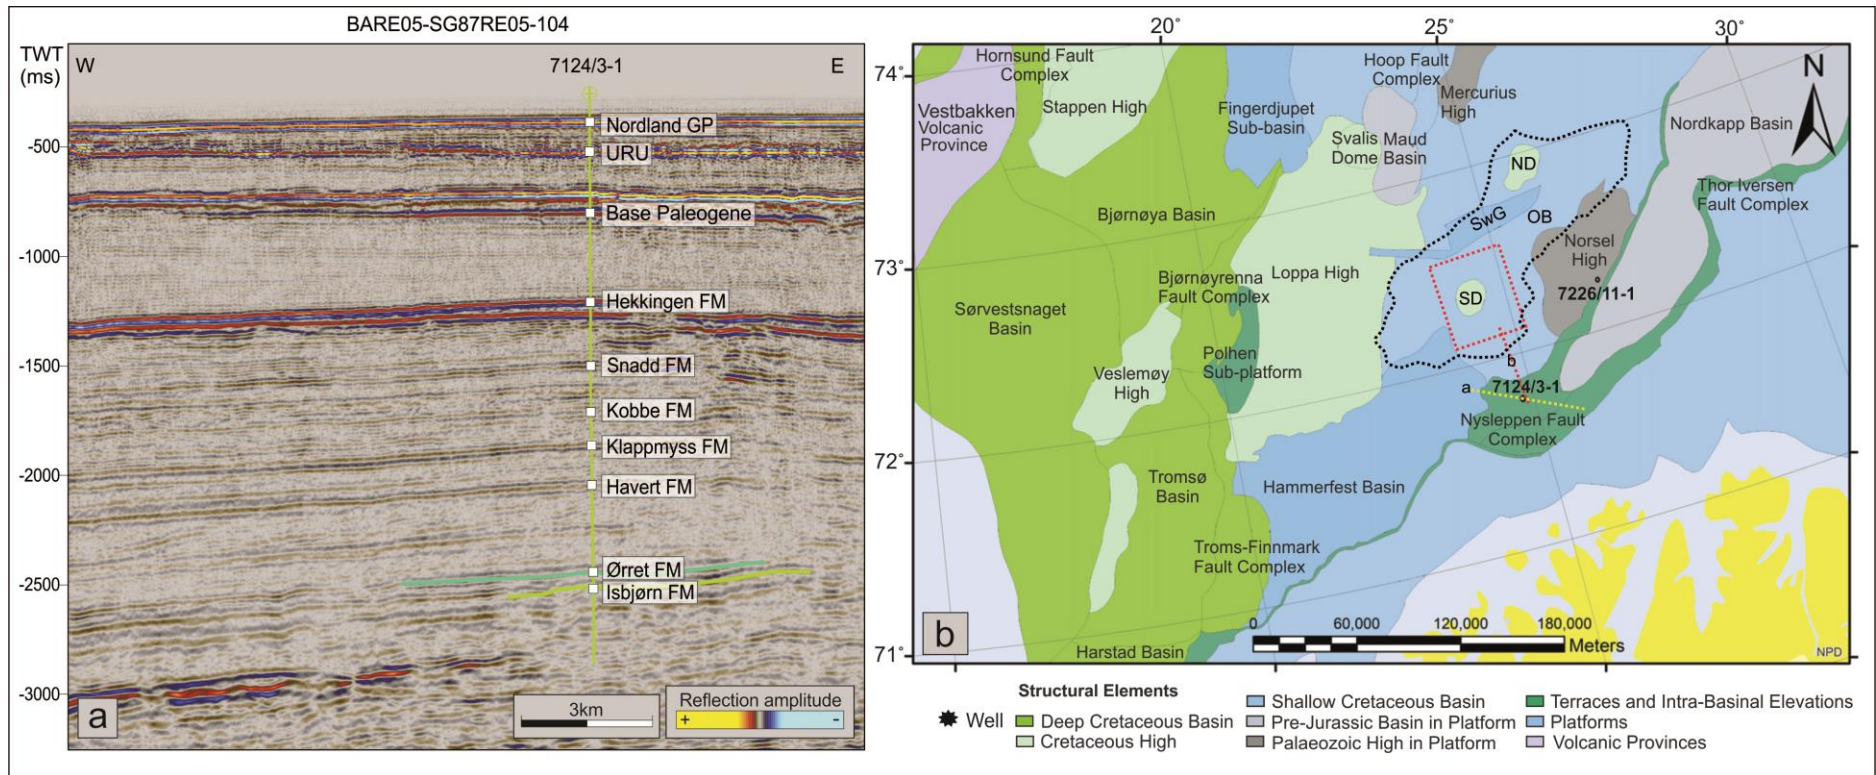 BARE05-SG87RE05-104
TWT
(ms)
W
7124/3-1
E
Nordland GP
-500
URU
Base Paleogene
-1000
Hekkingen FM
-1500
Snadd FM
Kobbe FM
Klappmyss FM
-2000
Havert FM
-2500
Ørret FM
Isbjørn FM
-3000
a
3km
Reflection amplitude
+
-
20°
25°
30°
74°
73°
72°
71°
Hornsund Fault
Complex
Vestbakken
Volcanic
Province
Stappen High
Fingerdjupet
Sub-basin
Hoop Fault
Complex
Mercurius
High
Svalis Maud
Dome Basin
N
Nordkapp Basin
ND
Thor Iversen
Fault Complex
Bjørnøya Basin
SwG
OB
Norsel
High
Bjørnøyrenna
Fault Complex
Loppa High
SD
7226/11-1
Sørvestsnaget
Basin
Polhen
Sub-platform
b
Veslemøy
High
a
7124/3-1
Nysleppen Fault
Complex
Tromsø
Basin
Hammerfest Basin
Troms-Finnmark
Fault Complex
Harstad Basin
0
60,000
120,000
180,000
Meters
NPD
b
Structural Elements
Well
Deep Cretaceous Basin
Cretaceous High
Shallow Cretaceous Basin
Pre-Jurassic Basin in Platform
Palaeozoic High in Platform
Terraces and Intra-Basinal Elevations
Platforms
Volcanic Provinces